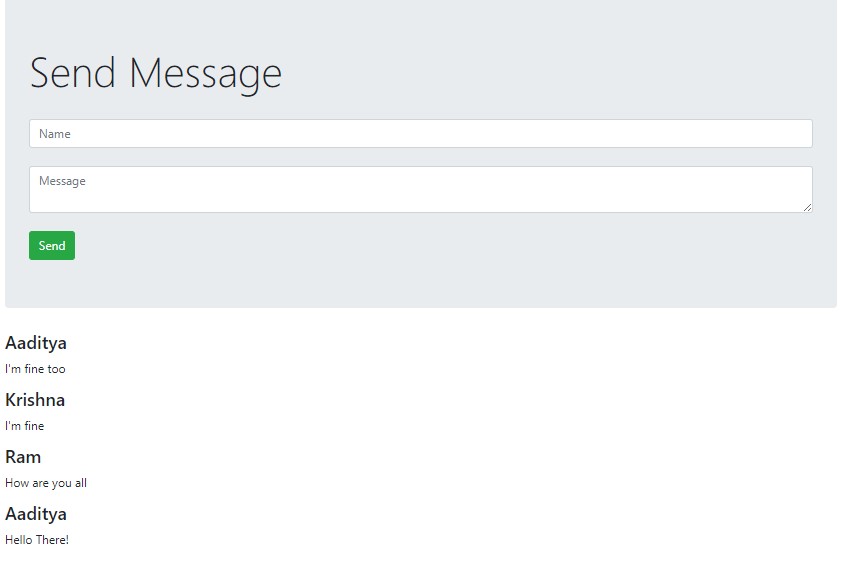 Send Message
Name
Message
Send
Aaditya
I'm fine too
Krishna
I'm fine
Ram
How are you all
Aaditya
Hello There!